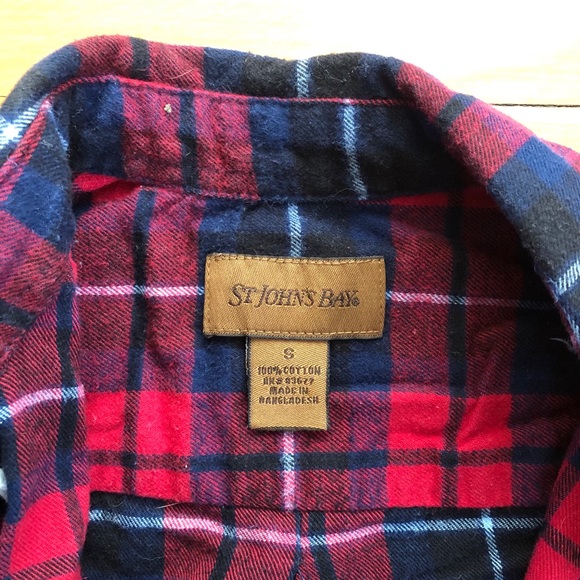 ST JOHN'S BAY®
S
100% COTTON
RN# 93677
MADE IN
BANGLADESH